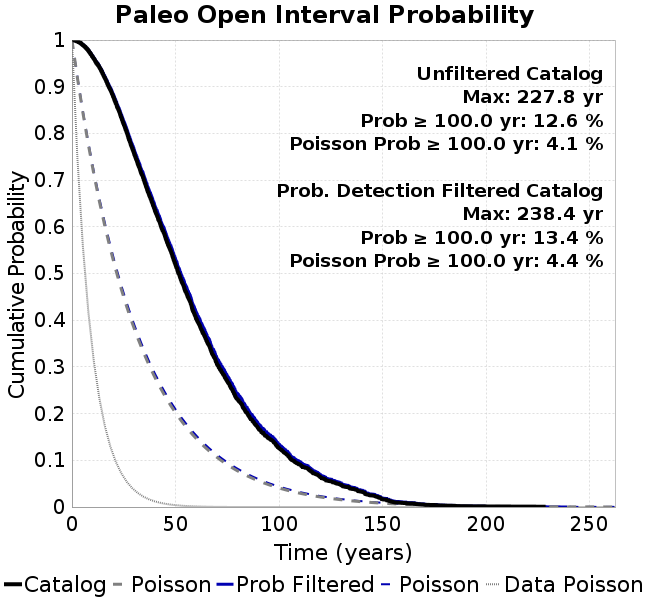 Paleo Open Interval Probability
Unfiltered Catalog
Max: 227.8 yr
Prob ≥ 100.0 yr: 12.6 %
Poisson Prob ≥ 100.0 yr: 4.1 %
Prob. Detection Filtered Catalog
Max: 238.4 yr
Prob ≥ 100.0 yr: 13.4 %
Poisson Prob ≥ 100.0 yr: 4.4 %
Cumulative Probability
1
0.9
0.8
0.7
0.6
0.5
0.4
0.3
0.2
0.1
0
0 50 100 150 200 250
Time (years)
Catalog Poisson Prob Filtered Poisson Data Poisson